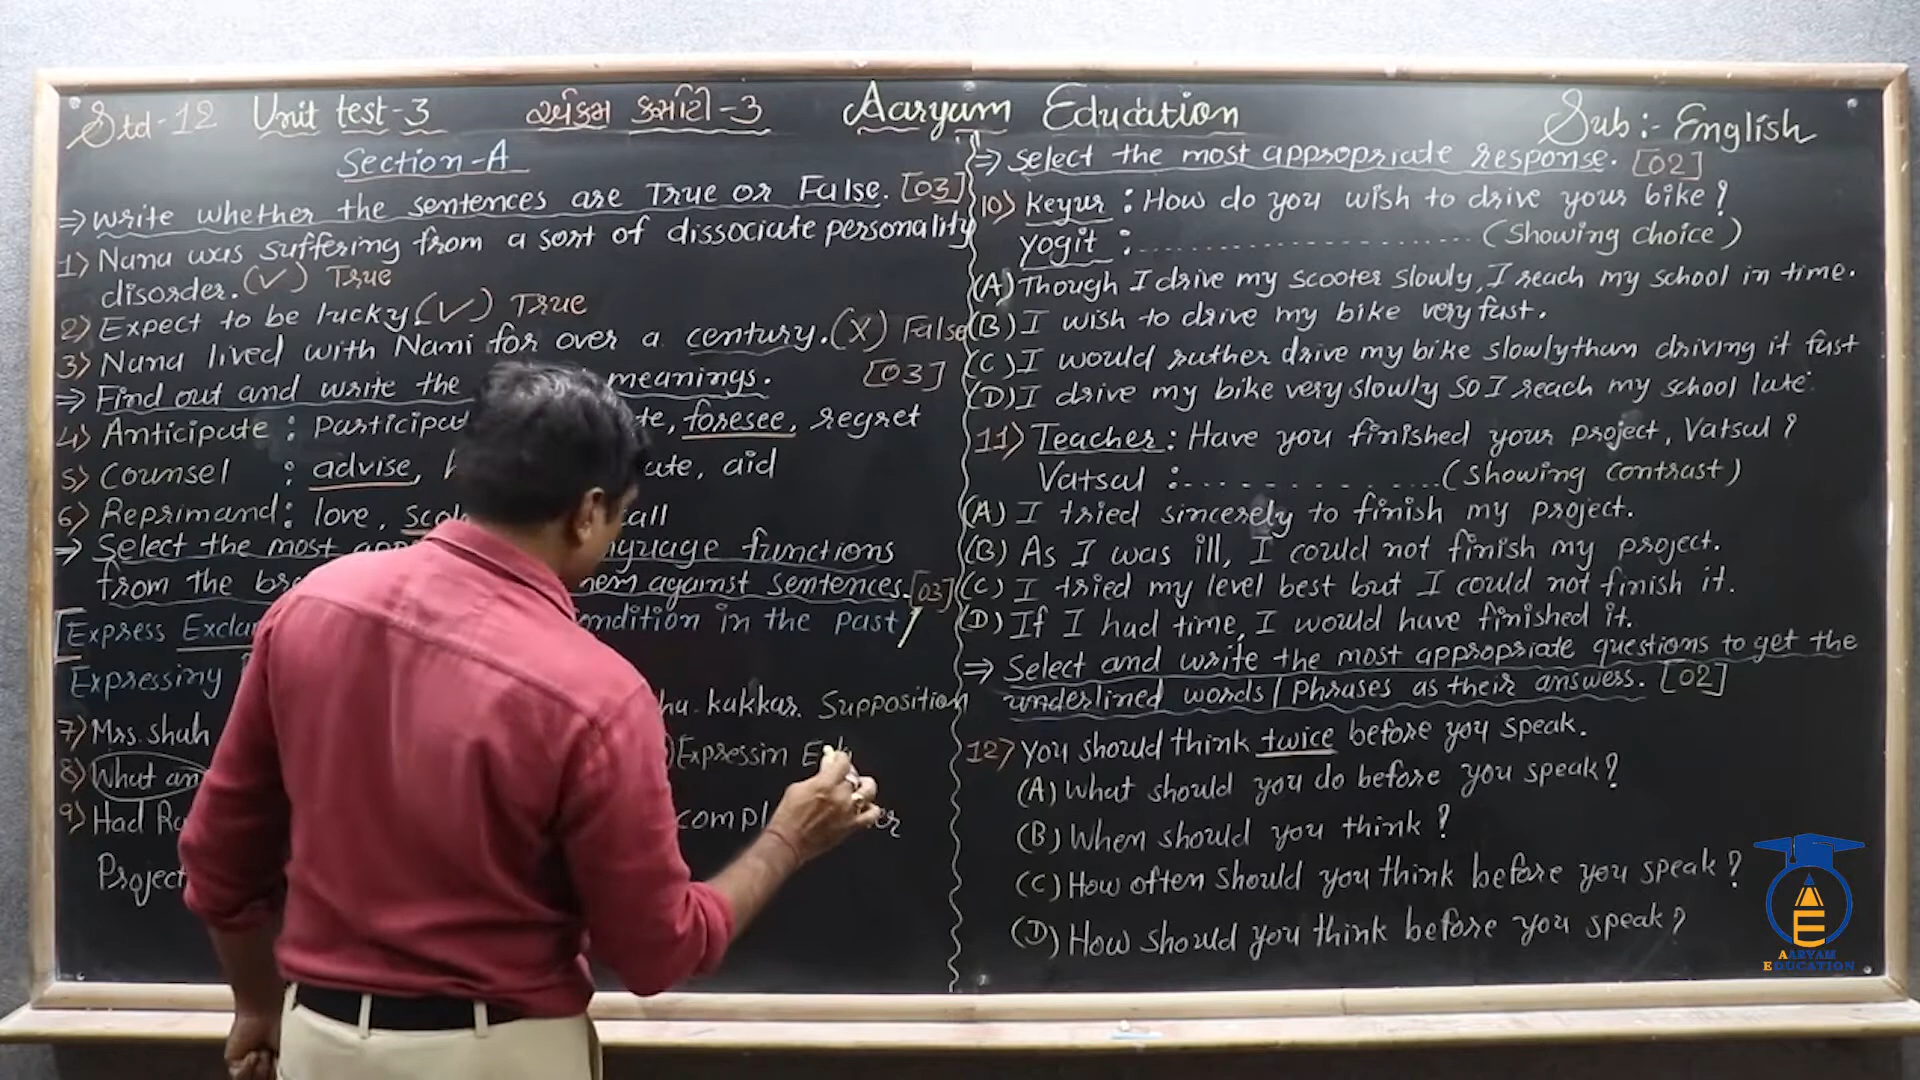 Std-12 Unit test-3 એકમ કસોટી-3 Aaryam Education Sub:- English
Section-A
⇒ write whether the sentences are True or False. [03]
1) Nana was suffering from a sort of dissociate personality
disorder. (✓) True
2) Expect to be lucky. (✓) True
3) Nana lived with Nani for over a century. (X) False
⇒ Find out and write the meanings. [03]
4) Anticipate : foresee, regret
5) Counsel : advise, aid
6) Reprimand : love,
⇒ Select the most language functions
from the against sentences. [03]
[Express condition in the past,
Expressing
7) Mrs. shah kakkar. Supposition
8) What an Expressin
9) Had
Project
⇒ select the most appropriate response. [02]
10) Keyur : How do you wish to drive your bike?
Yogit : .......................... (Showing choice)
(A) Though I drive my scooter slowly, I reach my school in time.
(B) I wish to drive my bike very fast.
(C) I would rather drive my bike slowly than driving it fast
(D) I drive my bike very slowly so I reach my school late.
11) Teacher : Have you finished your project, Vatsal?
Vatsal : .................... (showing contrast)
(A) I tried sincerely to finish my project.
(B) As I was ill, I could not finish my project.
(C) I tried my level best but I could not finish it.
(D) If I had time, I would have finished it.
⇒ Select and write the most appropriate questions to get the
underlined words/Phrases as their answers. [02]
12) You should think twice before you speak.
(A) What should you do before you speak?
(B) When should you think?
(C) How often should you think before you speak?
(D) How should you think before you speak?
AE
AARYAM
EDUCATION